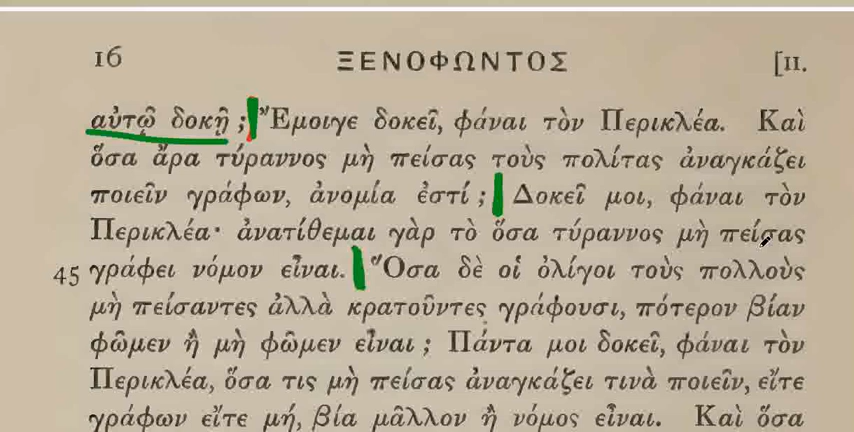 16 ΞΕΝΟΦΩΝΤΟΣ [II.
αὐτῷ δοκῇ ; Ἔμοιγε δοκεῖ, φάναι τὸν Περικλέα. Καὶ
ὅσα ἄρα τύραννος μὴ πείσας τοὺς πολίτας ἀναγκάζει
ποιεῖν γράφων, ἀνομία ἐστί ; Δοκεῖ μοι, φάναι τὸν
Περικλέα· ἀνατίθεμαι γὰρ τὸ ὅσα τύραννος μὴ πείσας
45 γράφει νόμον εἶναι. Ὅσα δὲ οἱ ὀλίγοι τοὺς πολλοὺς
μὴ πείσαντες ἀλλὰ κρατοῦντες γράφουσι, πότερον βίαν
φῶμεν ἢ μὴ φῶμεν εἶναι ; Πάντα μοι δοκεῖ, φάναι τὸν
Περικλέα, ὅσα τις μὴ πείσας ἀναγκάζει τινὰ ποιεῖν, εἴτε
γράφων εἴτε μή, βία μᾶλλον ἢ νόμος εἶναι. Καὶ ὅσα